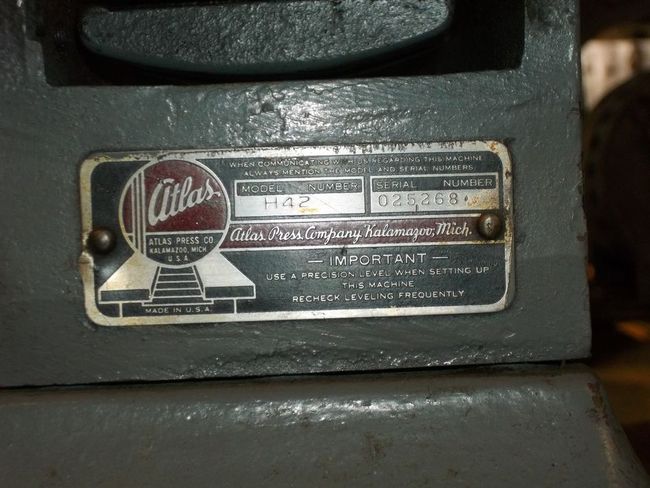 WHEN COMMUNICATING WITH US REGARDING THIS MACHINE
ALWAYS MENTION THE MODEL AND SERIAL NUMBERS
MODEL NUMBER
H42
SERIAL NUMBER
025268
Atlas
ATLAS PRESS CO.
KALAMAZOO, MICH.
U.S.A.
Atlas Press Company, Kalamazoo, Mich.
— IMPORTANT —
USE A PRECISION LEVEL WHEN SETTING UP
THIS MACHINE
RECHECK LEVELING FREQUENTLY
MADE IN U.S.A.